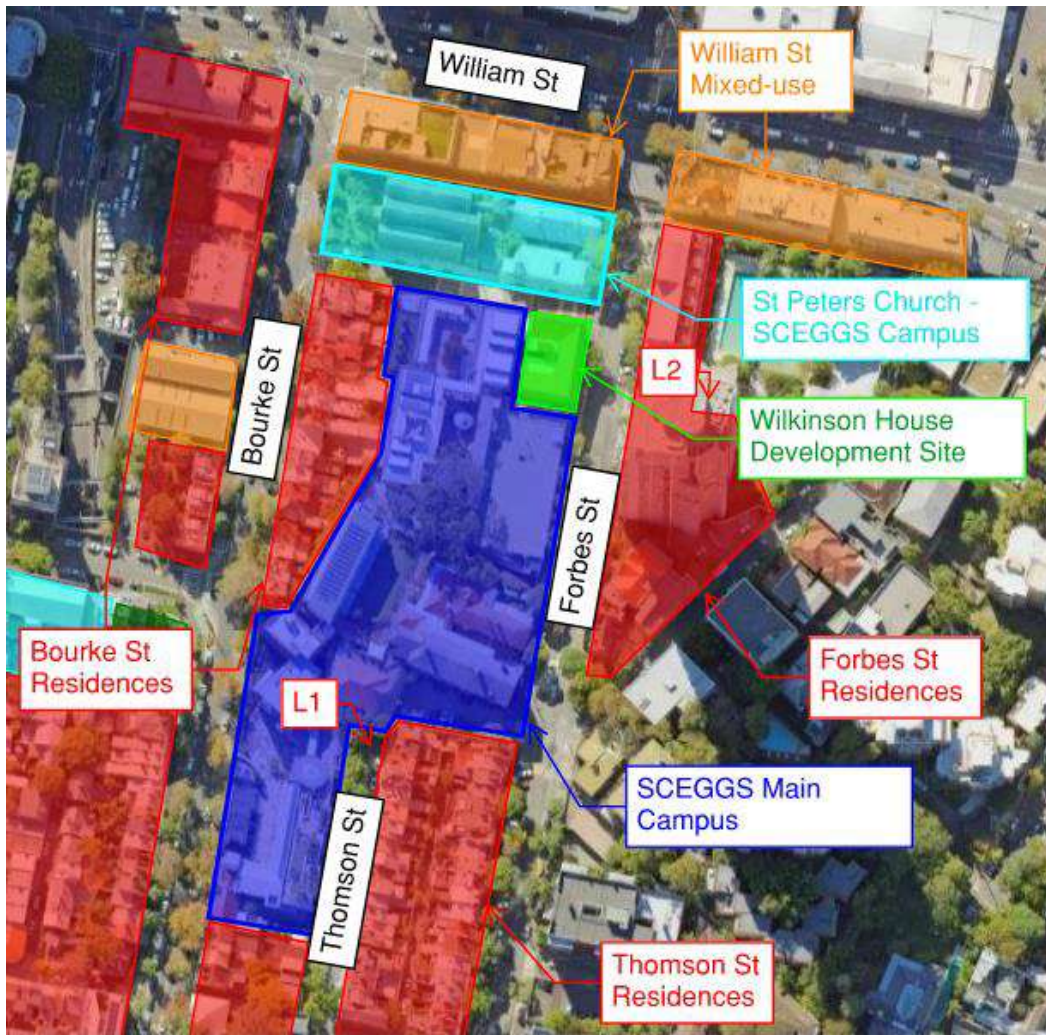 William St
William St
Mixed-use
St Peters Church -
SCEGGS Campus
L2
Wilkinson House
Development Site
Bourke St
Forbes St
Bourke St
Residences
L1
Forbes St
Residences
SCEGGS Main
Campus
Thomson St
Thomson St
Residences